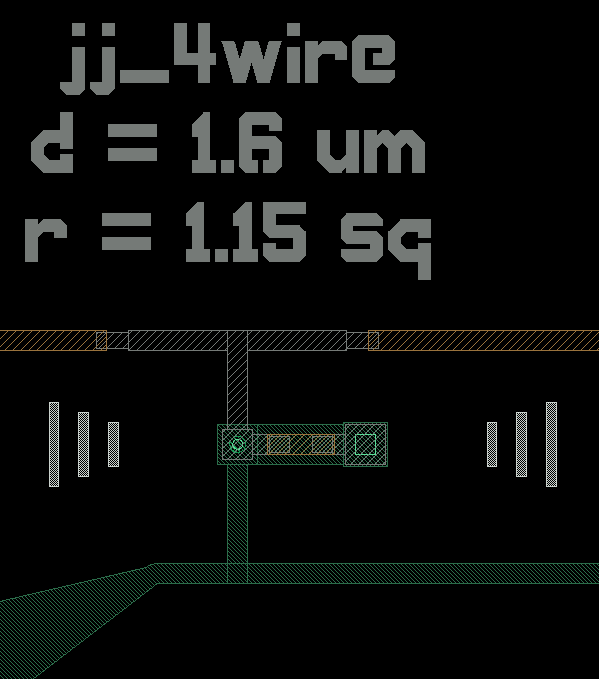 jj_4wire
d = 1.6 um
r = 1.15 sq